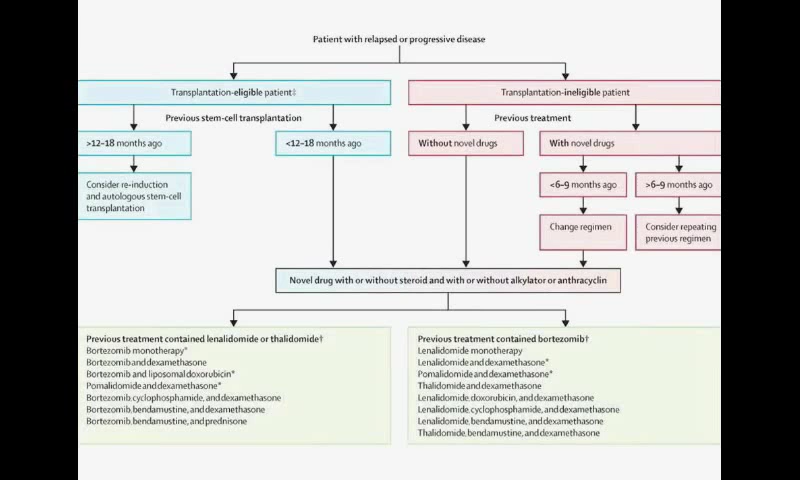 Patient with relapsed or progressive disease
Transplantation-eligible patient‡
Transplantation-ineligible patient
Previous stem-cell transplantation
Previous treatment
>12–18 months ago
<12–18 months ago
Without novel drugs
With novel drugs
Consider re-induction
and autologous stem-cell
transplantation
<6–9 months ago
>6–9 months ago
Change regimen
Consider repeating
previous regimen
Novel drug with or without steroid and with or without alkylator or anthracyclin
Previous treatment contained lenalidomide or thalidomide†
Bortezomib monotherapy*
Bortezomib and dexamethasone
Bortezomib and liposomal doxorubicin*
Pomalidomide and dexamethasone*
Bortezomib, cyclophosphamide, and dexamethasone
Bortezomib, bendamustine, and dexamethasone
Bortezomib, bendamustine, and prednisone
Previous treatment contained bortezomib†
Lenalidomide monotherapy
Lenalidomide and dexamethasone*
Pomalidomide and dexamethasone*
Thalidomide and dexamethasone
Lenalidomide, doxorubicin, and dexamethasone
Lenalidomide, cyclophosphamide, and dexamethasone
Lenalidomide, bendamustine, and dexamethasone
Thalidomide, bendamustine, and dexamethasone